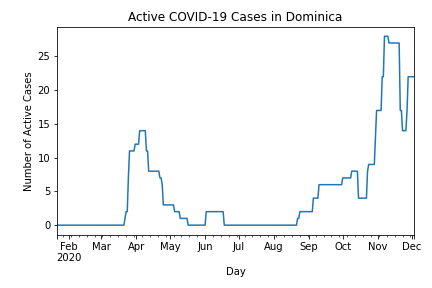 Active COVID-19 Cases in Dominica
Number of Active Cases
25
20
15
10
5
0
Feb Mar Apr May Jun Jul Aug Sep Oct Nov Dec
2020
Day